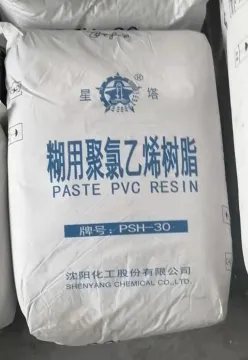 星 塔 ®
糊用聚氯乙烯树脂
PASTE PVC RESIN
牌号: PSH-30
沈阳化工股份有限公司
SHENYANG CHEMICAL CO.,LTD.